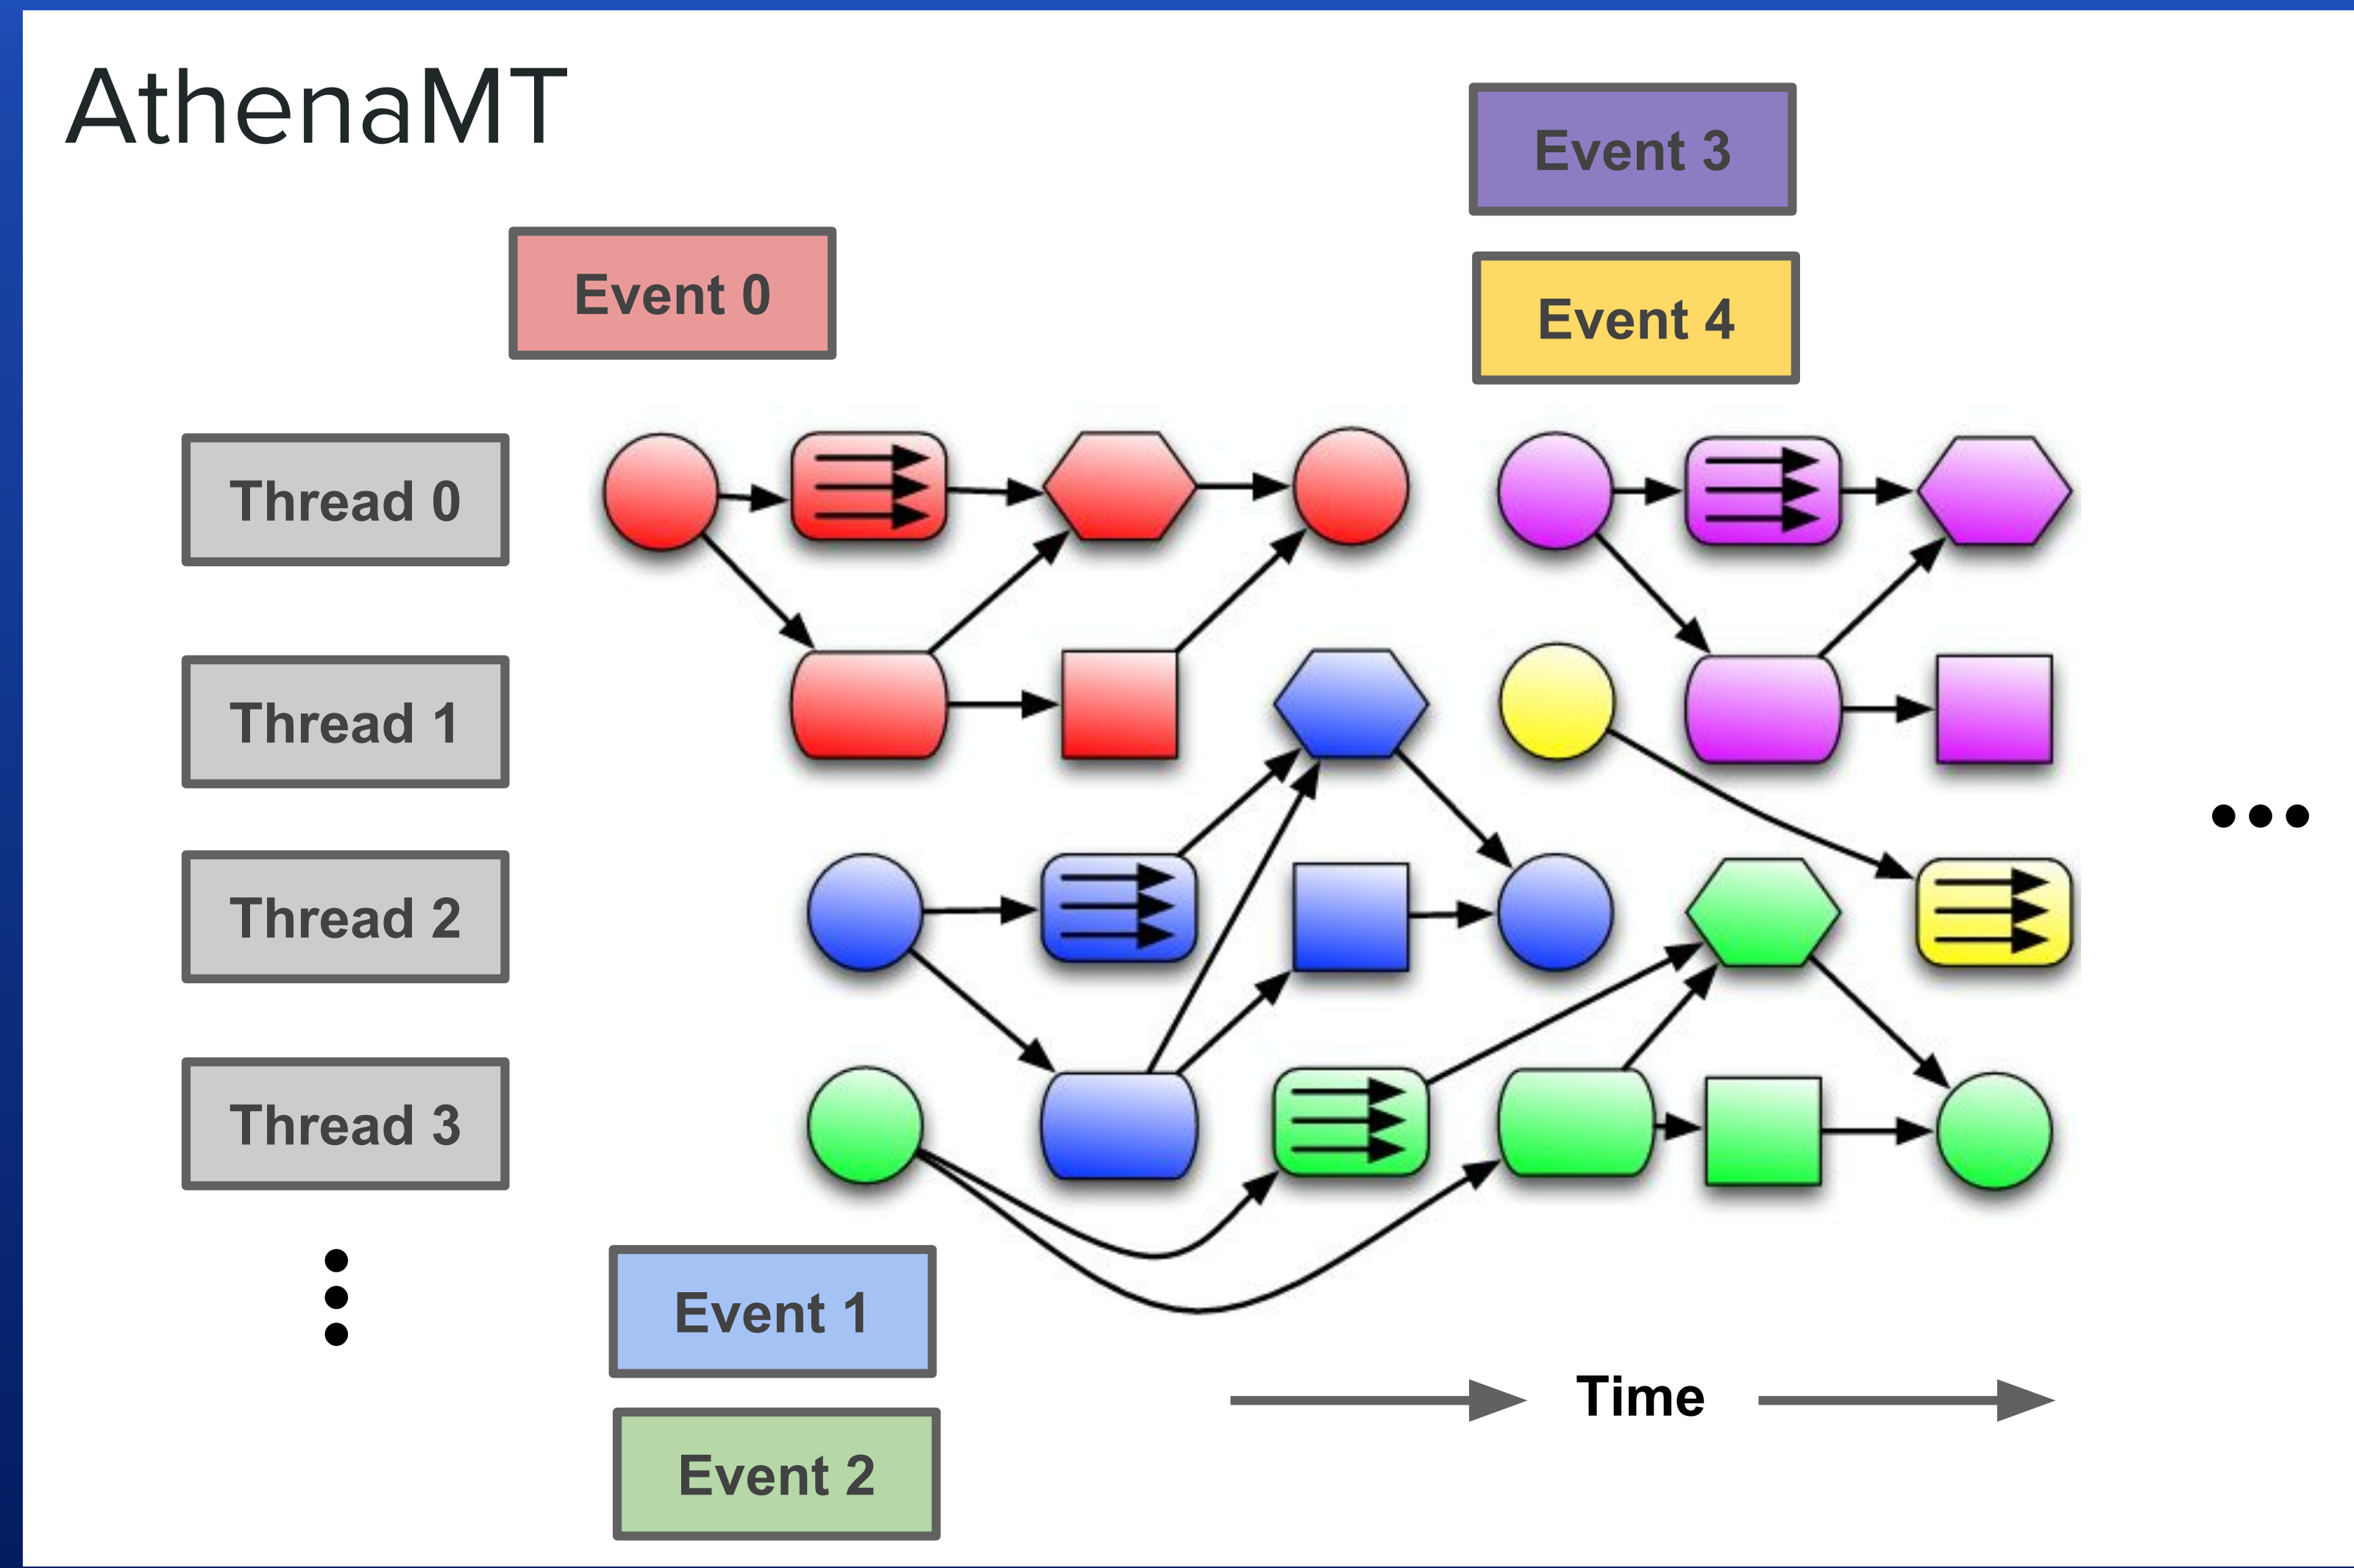 AthenaMT
Event 3
Event 0
Event 4
Thread 0
Thread 1
Thread 2
Thread 3
Event 1
Time
Event 2